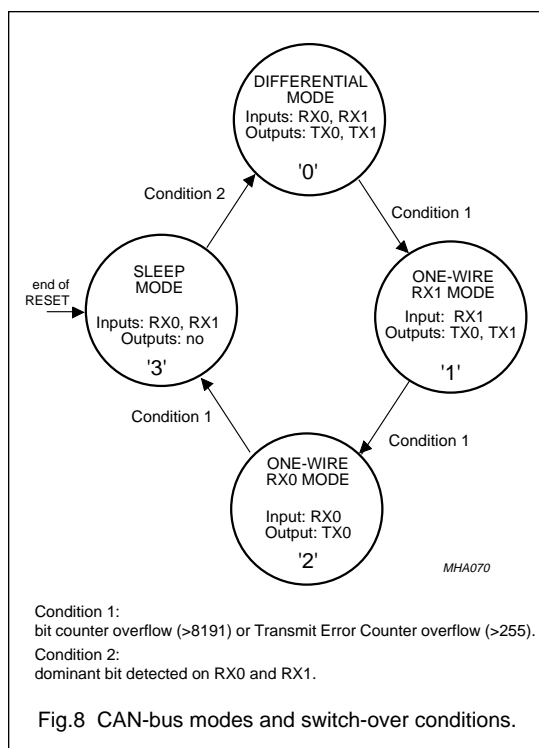 DIFFERENTIAL
MODE
Inputs: RX0, RX1
Outputs: TX0, TX1
'0'
Condition 2
Condition 1
end of
RESET
SLEEP
MODE
Inputs: RX0, RX1
Outputs: no
'3'
ONE-WIRE
RX1 MODE
Input: RX1
Outputs: TX0, TX1
'1'
Condition 1
Condition 1
ONE-WIRE
RX0 MODE
Input: RX0
Output: TX0
'2'
MHA070
Condition 1:
bit counter overflow (>8191) or Transmit Error Counter overflow (>255).
Condition 2:
dominant bit detected on RX0 and RX1.
Fig.8 CAN-bus modes and switch-over conditions.